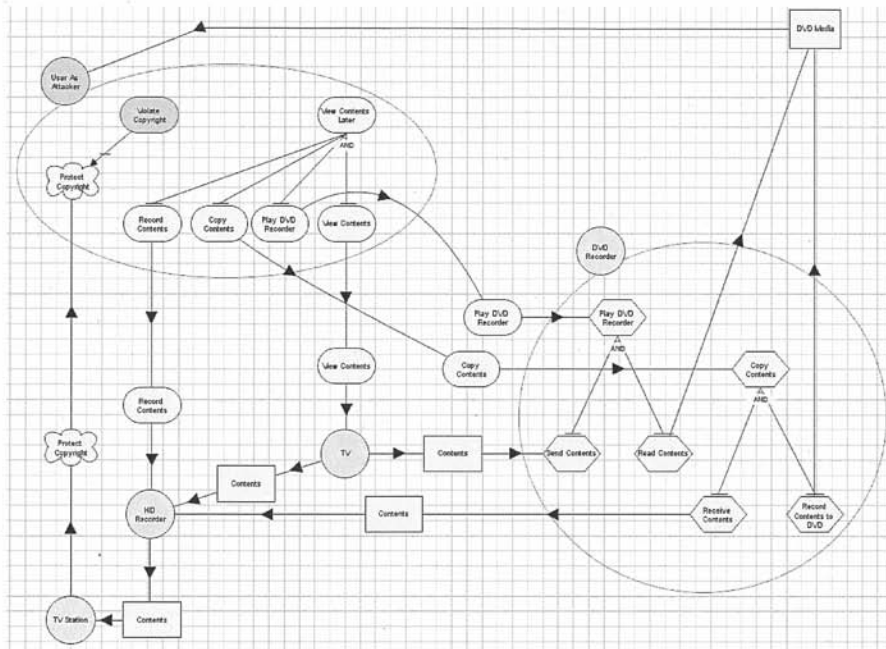 DVD Media
User As
Attacker
Violate
Copyright
View Contents
Later
AND
Protect
Copyright
Record
Contents
Copy
Contents
Play DVD
Recorder
View Contents
DVD
Recorder
Play DVD
Recorder
Play DVD
Recorder
AND
View Contents
Copy
Contents
Copy
Contents
AND
Record
Contents
Protect
Copyright
TV
Contents
Send Contents
Read Contents
Contents
HD
Recorder
Contents
Receive
Contents
Record
Contents to
DVD
TV Station
Contents